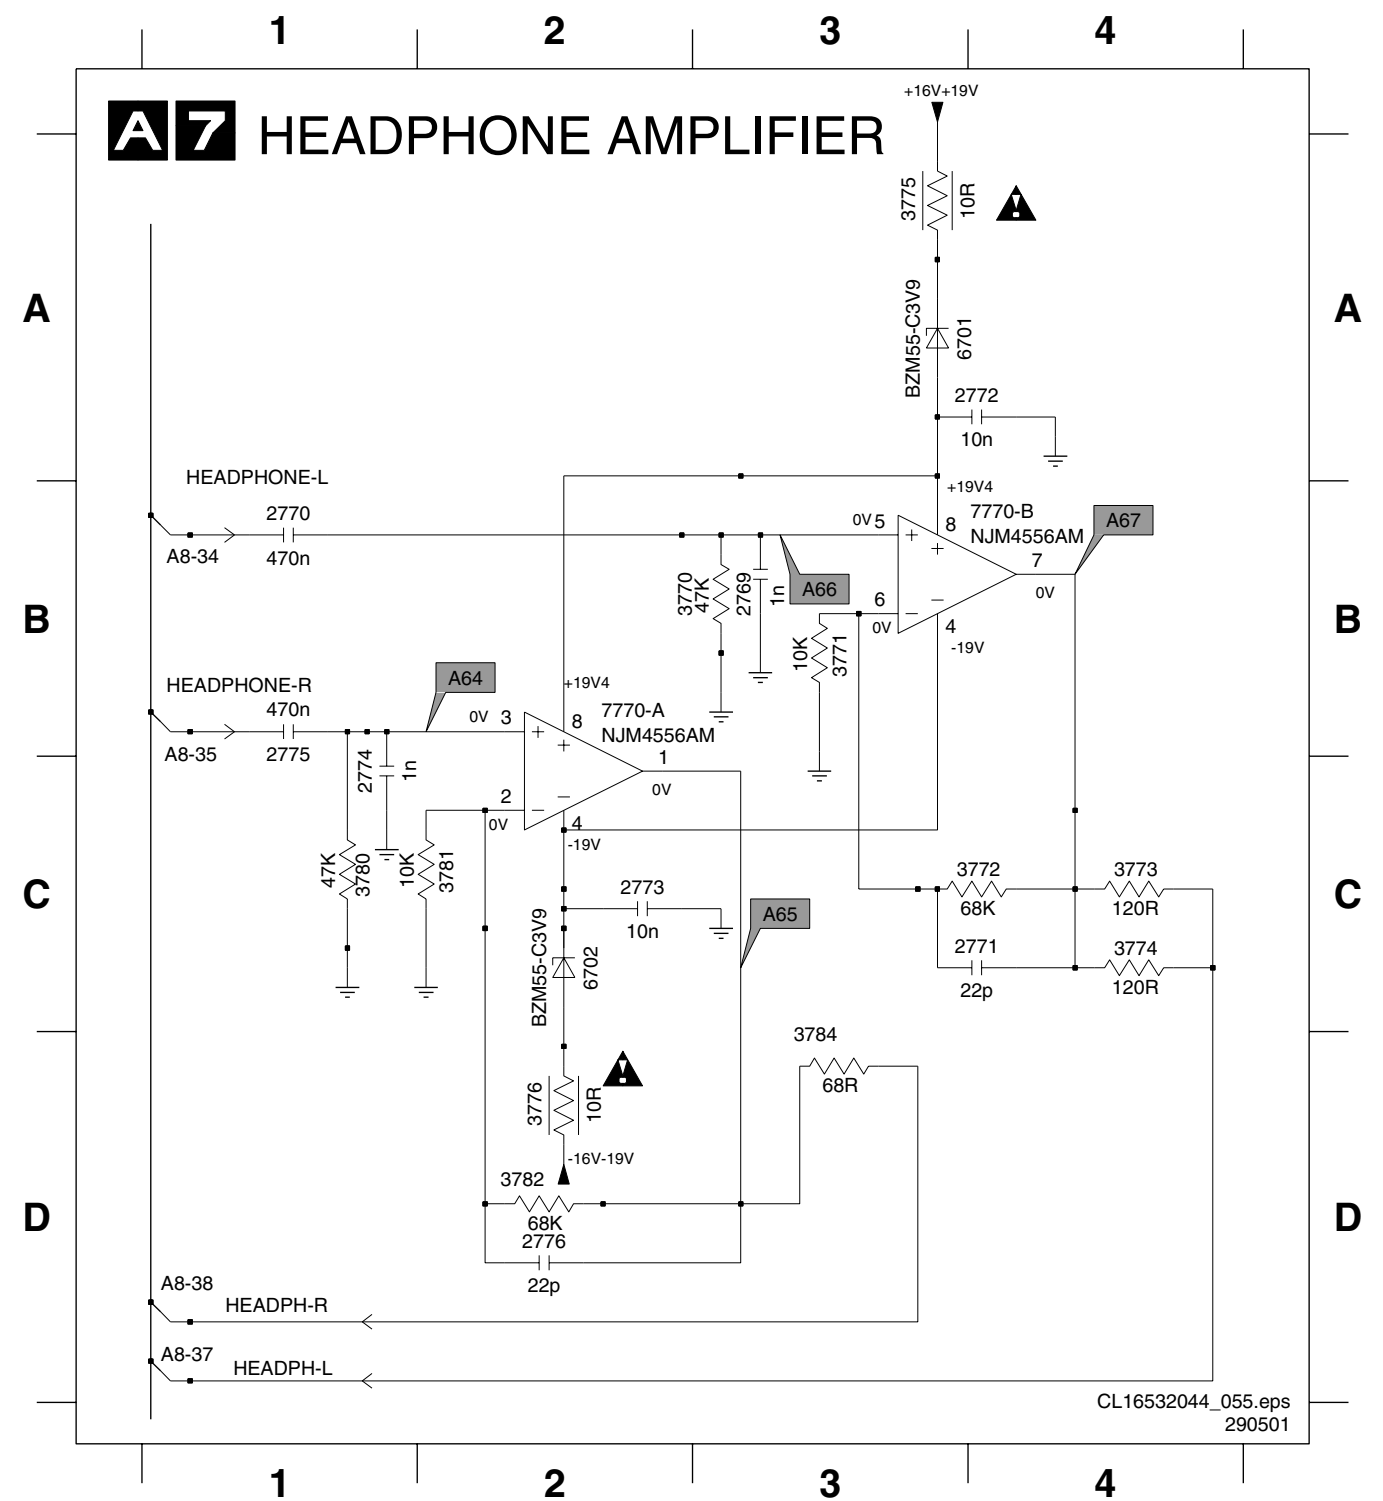 1 2 3 4
A7 HEADPHONE AMPLIFIER
+16V+19V
3775
10R
A
A
BZM55-C3V9
6701
2772
10n
HEADPHONE-L
+19V4
2770
0V 5
8
7770-B
NJM4556AM
A67
A8-34
470n
7
0V
3770
47K
2769
1n
A66
6
0V
4
-19V
B
B
10K
3771
HEADPHONE-R
A64
+19V4
470n
0V 3
8
7770-A
NJM4556AM
A8-35
2775
1
0V
2774
1n
2
0V
4
-19V
47K
3780
10K
3781
3772
3773
C
C
2773
68K
120R
10n
A65
BZM55-C3V9
6702
2771
3774
22p
120R
3784
68R
3776
10R
-16V-19V
3782
68K
D
D
2776
22p
A8-38
HEADPH-R
A8-37
HEADPH-L
CL16532044_055.eps
290501
1 2 3 4